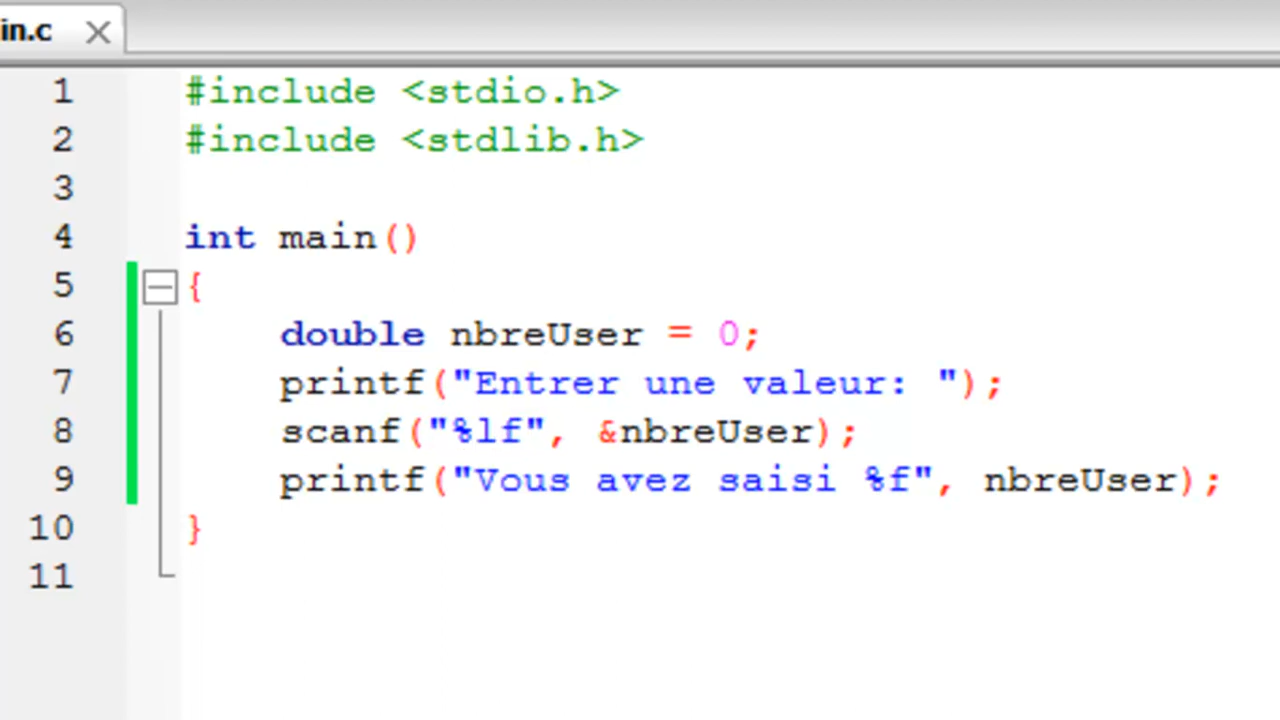 in.c
1 #include <stdio.h>
2 #include <stdlib.h>
3
4 int main()
5 {
6 double nbreUser = 0;
7 printf("Entrer une valeur: ");
8 scanf("%lf", &nbreUser);
9 printf("Vous avez saisi %f", nbreUser);
10 }
11